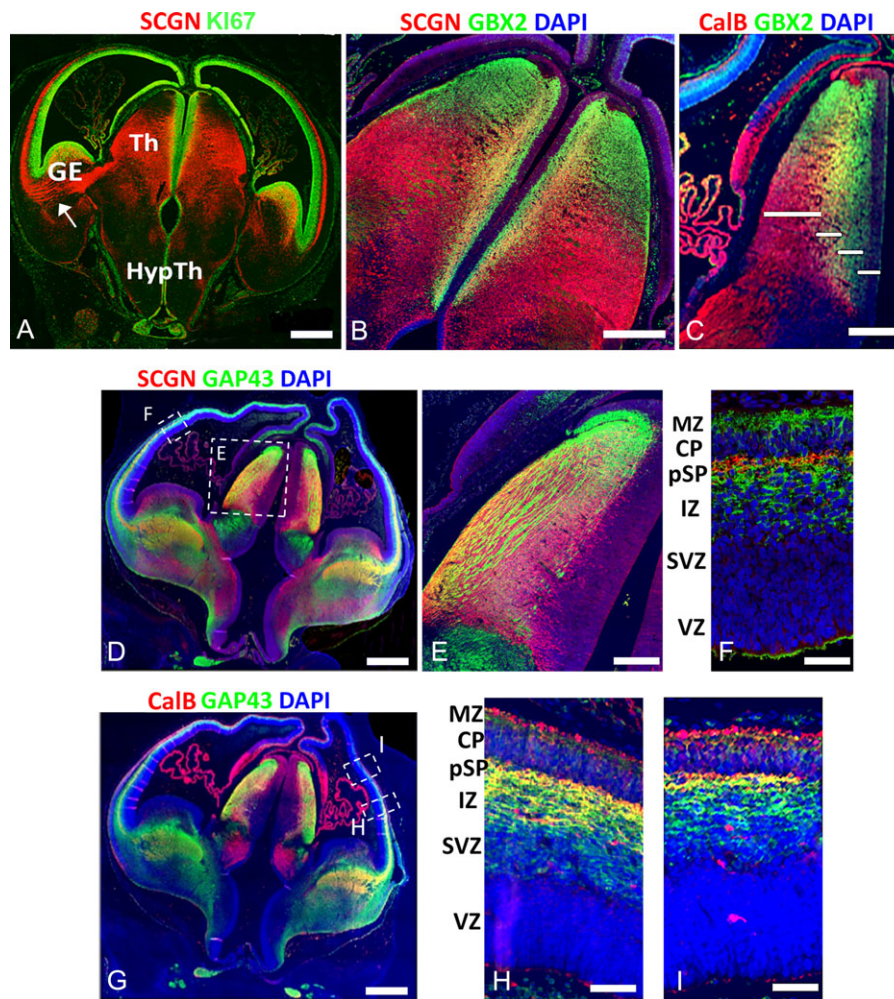 SCGN KI67
SCGN GBX2 DAPI
CalB GBX2 DAPI
Th
GE
HypTh
A
B
C
SCGN GAP43 DAPI
F
E
MZ
CP
pSP
IZ
SVZ
VZ
D
E
F
CalB GAP43 DAPI
I
H
MZ
CP
pSP
IZ
SVZ
VZ
G
H
I